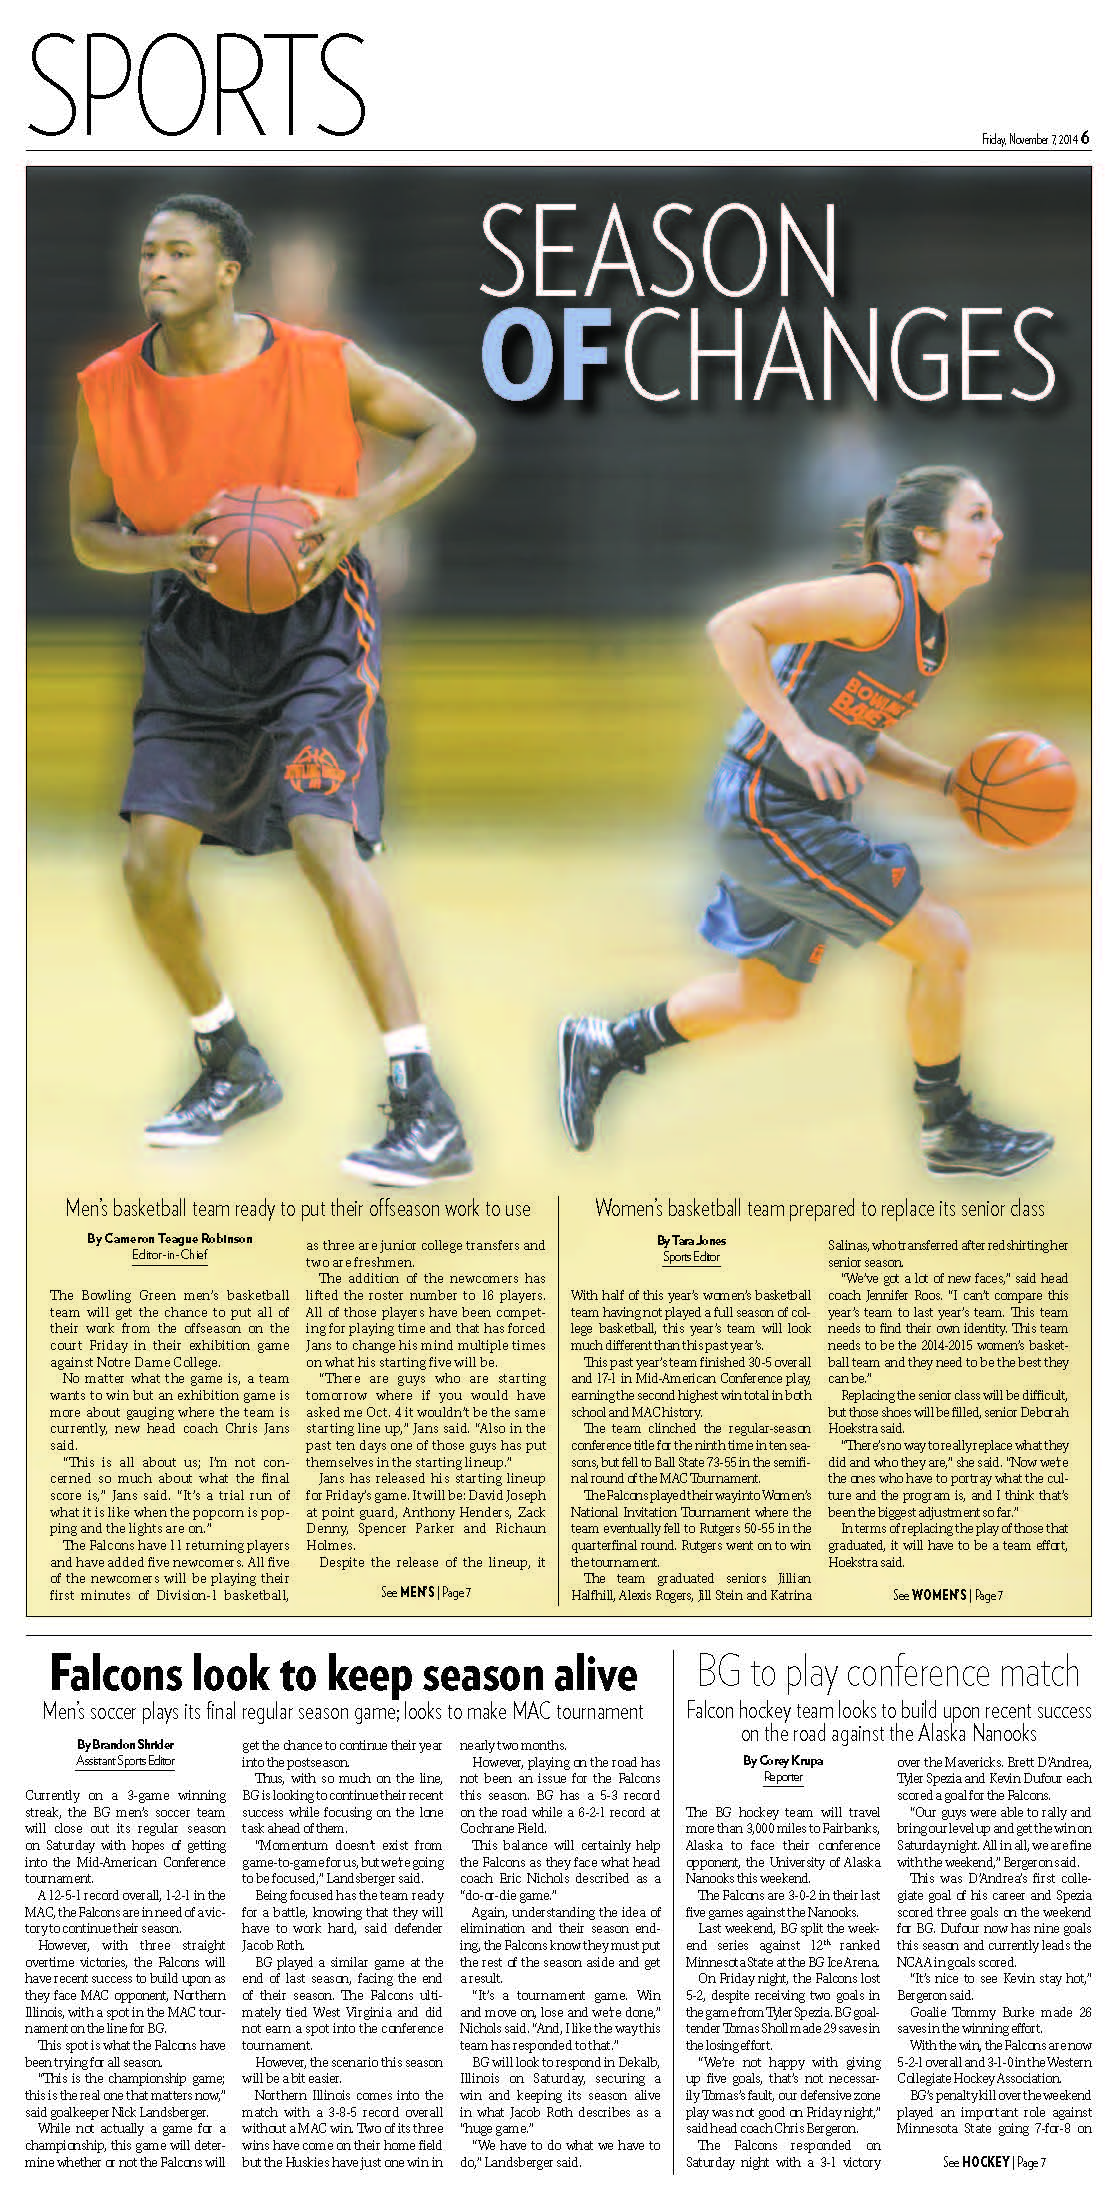 SPORTS
Friday, November 7, 2014 6
SEASON
OF CHANGES
Men's basketball team ready to put their offseason work to use
By Cameron Teague Robinson
Editor-in-Chief
The Bowling Green men's basketball
team will get the chance to put all of
their work from the offseason on the
court Friday in their exhibition game
against Notre Dame College.
No matter what the game is, a team
wants to win but an exhibition game is
more about gauging where the team is
currently, new head coach Chris Jans
said.
"This is all about us; I'm not con-
cerned so much about what the final
score is," Jans said. "It's a trial run of
what it is like when the popcorn is pop-
ping and the lights are on."
The Falcons have 11 returning players
and have added five newcomers. All five
of the newcomers will be playing their
first minutes of Division-1 basketball,
as three are junior college transfers and
two are freshmen.
The addition of the newcomers has
lifted the roster number to 16 players.
All of those players have been compet-
ing for playing time and that has forced
Jans to change his mind multiple times
on what his starting five will be.
"There are guys who are starting
tomorrow where if you would have
asked me Oct. 4 it wouldn't be the same
starting line up," Jans said. "Also in the
past ten days one of those guys has put
themselves in the starting lineup."
Jans has released his starting lineup
for Friday's game. It will be: David Joseph
at point guard, Anthony Henders, Zack
Denny, Spencer Parker and Richaun
Holmes.
Despite the release of the lineup, it
See MEN'S | Page 7
Women's basketball team prepared to replace its senior class
By Tara Jones
Sports Editor
With half of this year's women's basketball
team having not played a full season of col-
lege basketball, this year's team will look
much different than this past year's.
This past year's team finished 30-5 overall
and 17-1 in Mid-American Conference play,
earning the second highest win total in both
school and MAC history.
The team clinched the regular-season
conference title for the ninth time in ten sea-
sons, but fell to Ball State 73-55 in the semifi-
nal round of the MAC Tournament.
The Falcons played their way into Women's
National Invitation Tournament where the
team eventually fell to Rutgers 50-55 in the
quarterfinal round. Rutgers went on to win
the tournament.
The team graduated seniors Jillian
Halfhill, Alexis Rogers, Jill Stein and Katrina
Salinas, who transferred after redshirting her
senior season.
"We've got a lot of new faces," said head
coach Jennifer Roos. "I can't compare this
year's team to last year's team. This team
needs to find their own identity. This team
needs to be the 2014-2015 women's basket-
ball team and they need to be the best they
can be."
Replacing the senior class will be difficult,
but those shoes will be filled, senior Deborah
Hoekstra said.
"There's no way to really replace what they
did and who they are," she said. "Now we're
the ones who have to portray what the cul-
ture and the program is, and I think that's
been the biggest adjustment so far."
In terms of replacing the play of those that
graduated, it will have to be a team effort,
Hoekstra said.
See WOMEN'S | Page 7
Falcons look to keep season alive
Men's soccer plays its final regular season game; looks to make MAC tournament
By Brandon Shrider
Assistant Sports Editor
Currently on a 3-game winning
streak, the BG men's soccer team
will close out its regular season
on Saturday with hopes of getting
into the Mid-American Conference
tournament.
A 12-5-1 record overall, 1-2-1 in the
MAC, the Falcons are in need of a vic-
tory to continue their season.
However, with three straight
overtime victories, the Falcons will
have recent success to build upon as
they face MAC opponent, Northern
Illinois, with a spot in the MAC tour-
nament on the line for BG.
This spot is what the Falcons have
been trying for all season.
"This is the championship game;
this is the real one that matters now,"
said goalkeeper Nick Landsberger.
While not actually a game for a
championship, this game will deter-
mine whether or not the Falcons will
get the chance to continue their year
into the postseason.
Thus, with so much on the line,
BG is looking to continue their recent
success while focusing on the lone
task ahead of them.
"Momentum doesn't exist from
game-to-game for us, but we're going
to be focused," Landsberger said.
Being focused has the team ready
for a battle, knowing that they will
have to work hard, said defender
Jacob Roth.
BG played a similar game at the
end of last season, facing the end
of their season. The Falcons ulti-
mately tied West Virginia and did
not earn a spot into the conference
tournament.
However, the scenario this season
will be a bit easier.
Northern Illinois comes into the
match with a 3-8-5 record overall
without a MAC win. Two of its three
wins have come on their home field
but the Huskies have just one win in
nearly two months.
However, playing on the road has
not been an issue for the Falcons
this season. BG has a 5-3 record
on the road while a 6-2-1 record at
Cochrane Field.
This balance will certainly help
the Falcons as they face what head
coach Eric Nichols described as a
"do-or-die game."
Again, understanding the idea of
elimination and their season end-
ing, the Falcons know they must put
the rest of the season aside and get
a result.
"It's a tournament game. Win
and move on, lose and we're done,"
Nichols said. "And, I like the way this
team has responded to that."
BG will look to respond in Dekalb,
Illinois on Saturday, securing a
win and keeping its season alive
in what Jacob Roth describes as a
"huge game."
"We have to do what we have to
do," Landsberger said.
BG to play conference match
Falcon hockey team looks to build upon recent success
on the road against the Alaska Nanooks
By Corey Krupa
Reporter
The BG hockey team will travel
more than 3,000 miles to Fairbanks,
Alaska to face their conference
opponent, the University of Alaska
Nanooks this weekend.
The Falcons are 3-0-2 in their last
five games against the Nanooks.
Last weekend, BG split the week-
end series against 12th ranked
Minnesota State at the BG Ice Arena.
On Friday night, the Falcons lost
5-2, despite receiving two goals in
the game from Tyler Spezia. BG goal-
tender Tomas Sholl made 29 saves in
the losing effort.
"We're not happy with giving
up five goals, that's not necessar-
ily Tomas's fault, our defensive zone
play was not good on Friday night,"
said head coach Chris Bergeron.
The Falcons responded on
Saturday night with a 3-1 victory
over the Mavericks. Brett D'Andrea,
Tyler Spezia and Kevin Dufour each
scored a goal for the Falcons.
"Our guys were able to rally and
bring our level up and get the win on
Saturday night. All in all, we are fine
with the weekend," Bergeron said.
This was D'Andrea's first colle-
giate goal of his career and Spezia
scored three goals on the weekend
for BG. Dufour now has nine goals
this season and currently leads the
NCAA in goals scored.
"It's nice to see Kevin stay hot,"
Bergeron said.
Goalie Tommy Burke made 26
saves in the winning effort.
With the win, the Falcons are now
5-2-1 overall and 3-1-0 in the Western
Collegiate Hockey Association.
BG's penalty kill over the weekend
played an important role against
Minnesota State going 7-for-8 on
See HOCKEY | Page 7